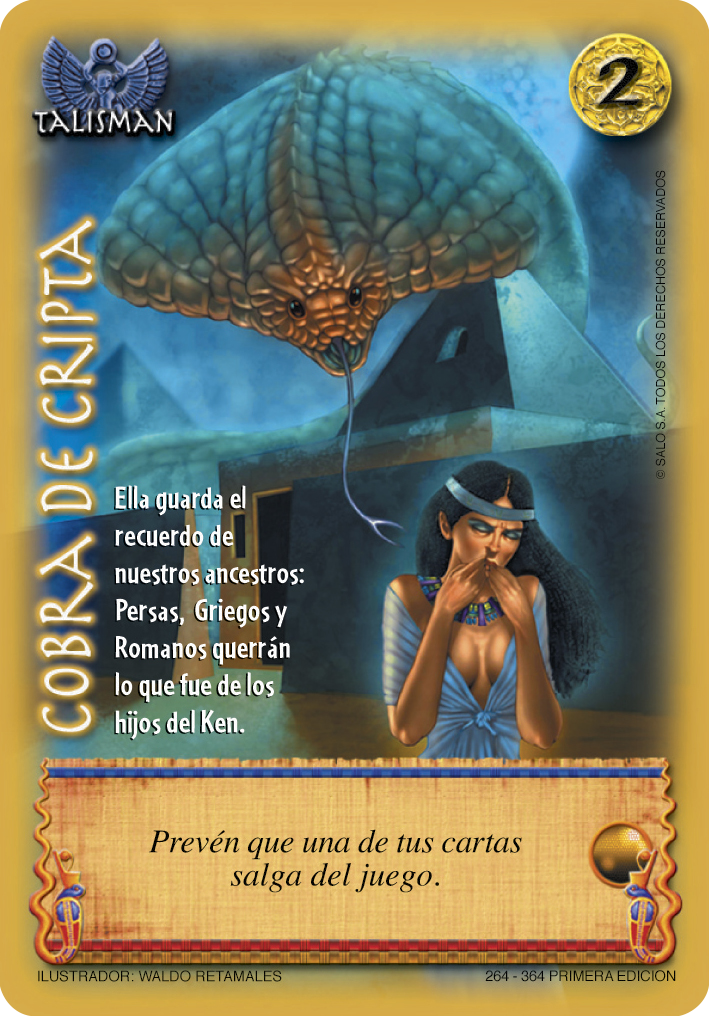 TALISMAN
2
COBRA DE CRIPTA
© SALO S.A. TODOS LOS DERECHOS RESERVADOS
Ella guarda el
recuerdo de
nuestros ancestros:
Persas, Griegos y
Romanos querrán
lo que fue de los
hijos del Ken.
Prevén que una de tus cartas
salga del juego.
ILUSTRADOR: WALDO RETAMALES
264 - 364 PRIMERA EDICION